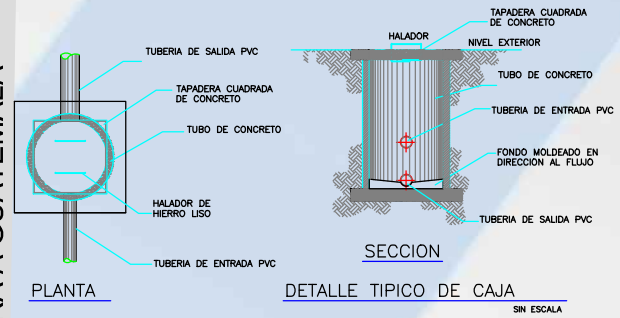 TUBERIA DE SALIDA PVC
TAPADERA CUADRADA
DE CONCRETO
TUBO DE CONCRETO
HALADOR DE
HIERRO LISO
TUBERIA DE ENTRADA PVC
PLANTA
TAPADERA CUADRADA
DE CONCRETO
HALADOR
NIVEL EXTERIOR
TUBO DE CONCRETO
TUBERIA DE ENTRADA PVC
FONDO MOLDEADO EN
DIRECCION AL FLUJO
TUBERIA DE SALIDA PVC
SECCION
DETALLE TIPICO DE CAJA
SIN ESCALA